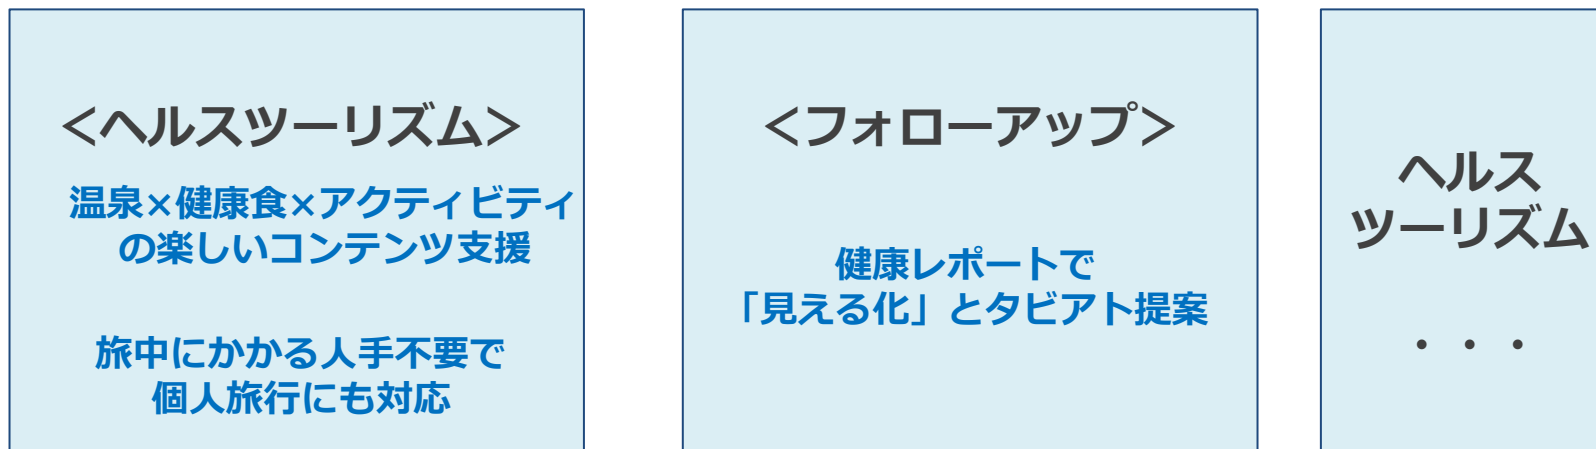 ＜ヘルスツーリズム＞
温泉×健康食×アクティビティ
の楽しいコンテンツ支援
旅中にかかる人手不要で
個人旅行にも対応
＜フォローアップ＞
健康レポートで
「見える化」とタビアト提案
ヘルス
ツーリズム
・・・